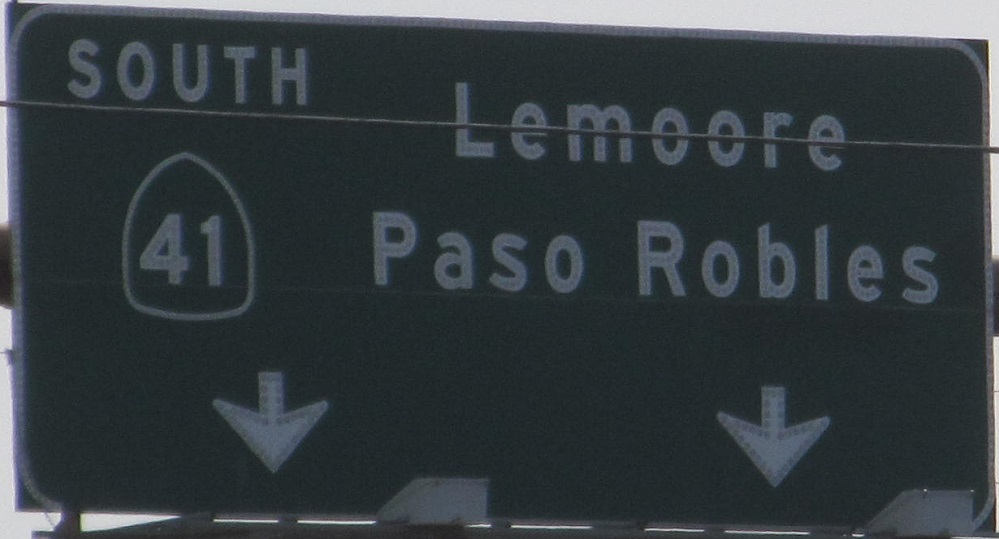 SOUTH
Lemoore
41
Paso Robles